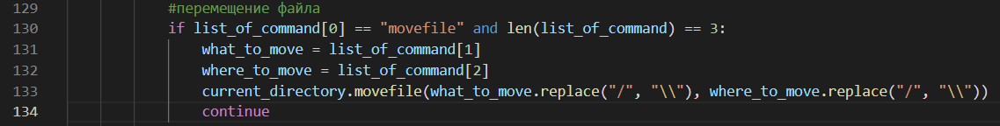 129 #перемещение файла
130 if list_of_command[0] == "movefile" and len(list_of_command) == 3:
131 what_to_move = list_of_command[1]
132 where_to_move = list_of_command[2]
133 current_directory.movefile(what_to_move.replace("/", "\\"), where_to_move.replace("/", "\\"))
134 continue